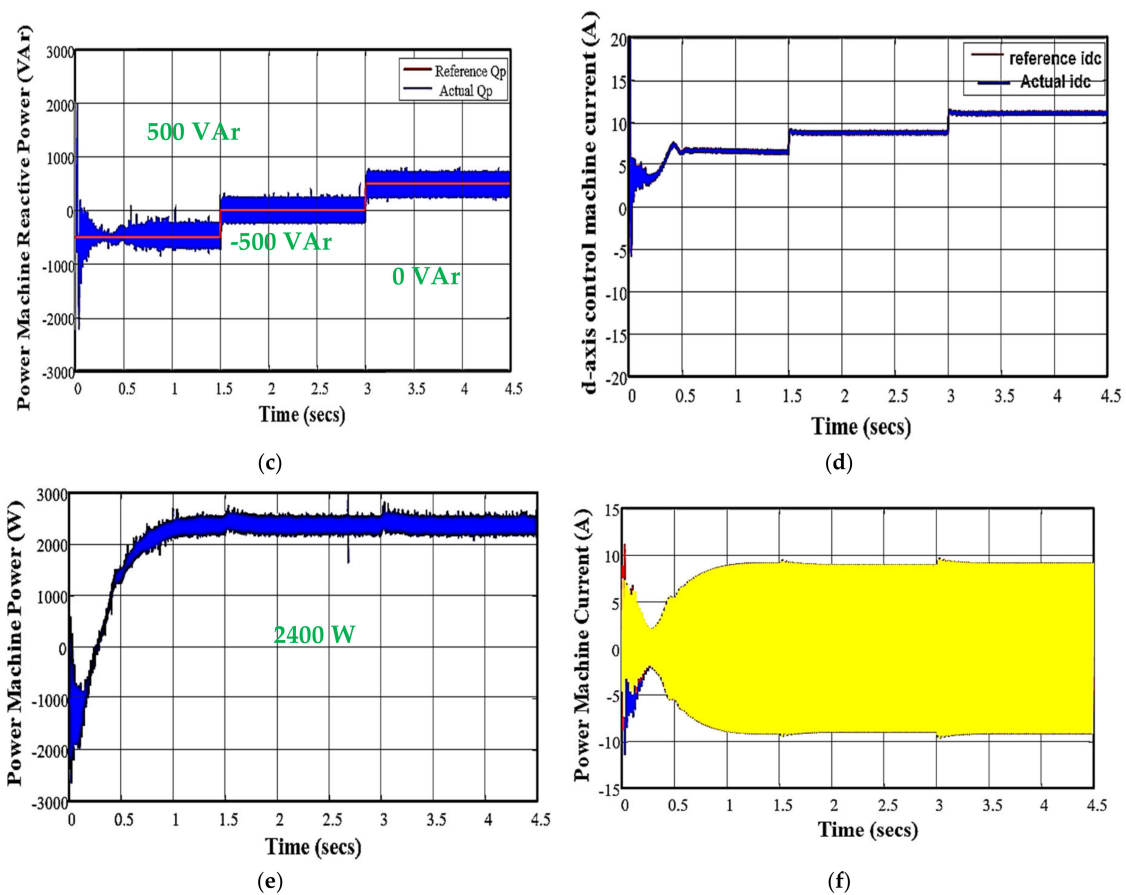 Power Machine Reactive Power (VAr)
3000
2000
1000
0
-1000
-2000
-3000
Reference Qp
Actual Qp
500 VAr
-500 VAr
0 VAr
0 0.5 1 1.5 2 2.5 3 3.5 4 4.5
Time (secs)
(c)
d-axis control machine current (A)
20
15
10
5
0
-5
-10
-15
-20
reference idc
Actual idc
0 0.5 1 1.5 2 2.5 3 3.5 4 4.5
Time (secs)
(d)
Power Machine Power (W)
3000
2000
1000
0
-1000
-2000
-3000
2400 W
0 0.5 1 1.5 2 2.5 3 3.5 4 4.5
Time (secs)
(e)
Power Machine Current (A)
15
10
5
0
-5
-10
-15
0 0.5 1 1.5 2 2.5 3 3.5 4 4.5
Time (secs)
(f)